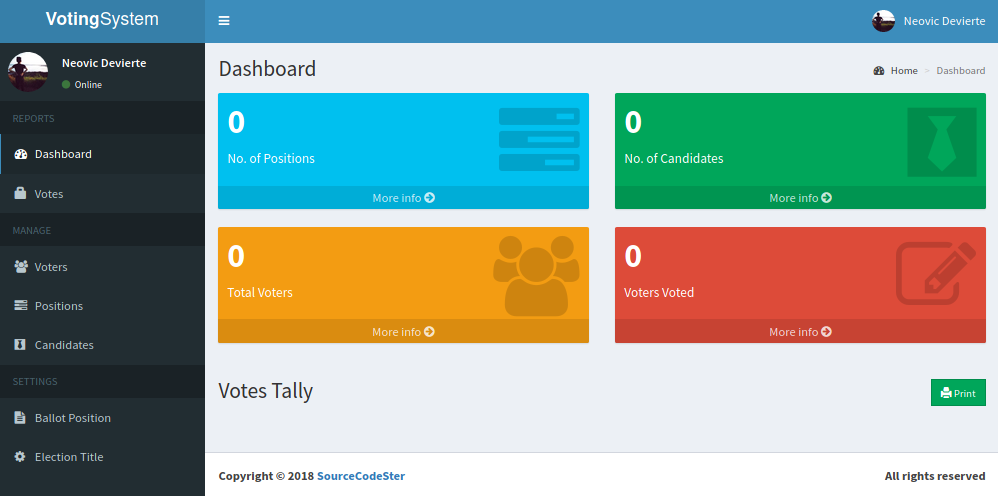 VotingSystem
Neovic Devierte
Neovic Devierte
Online
REPORTS
Dashboard
Votes
MANAGE
Voters
Positions
Candidates
SETTINGS
Ballot Position
Election Title
Dashboard
Home > Dashboard
0
No. of Positions
More info
0
No. of Candidates
More info
0
Total Voters
More info
0
Voters Voted
More info
Votes Tally
Print
Copyright © 2018 SourceCodeSter
All rights reserved